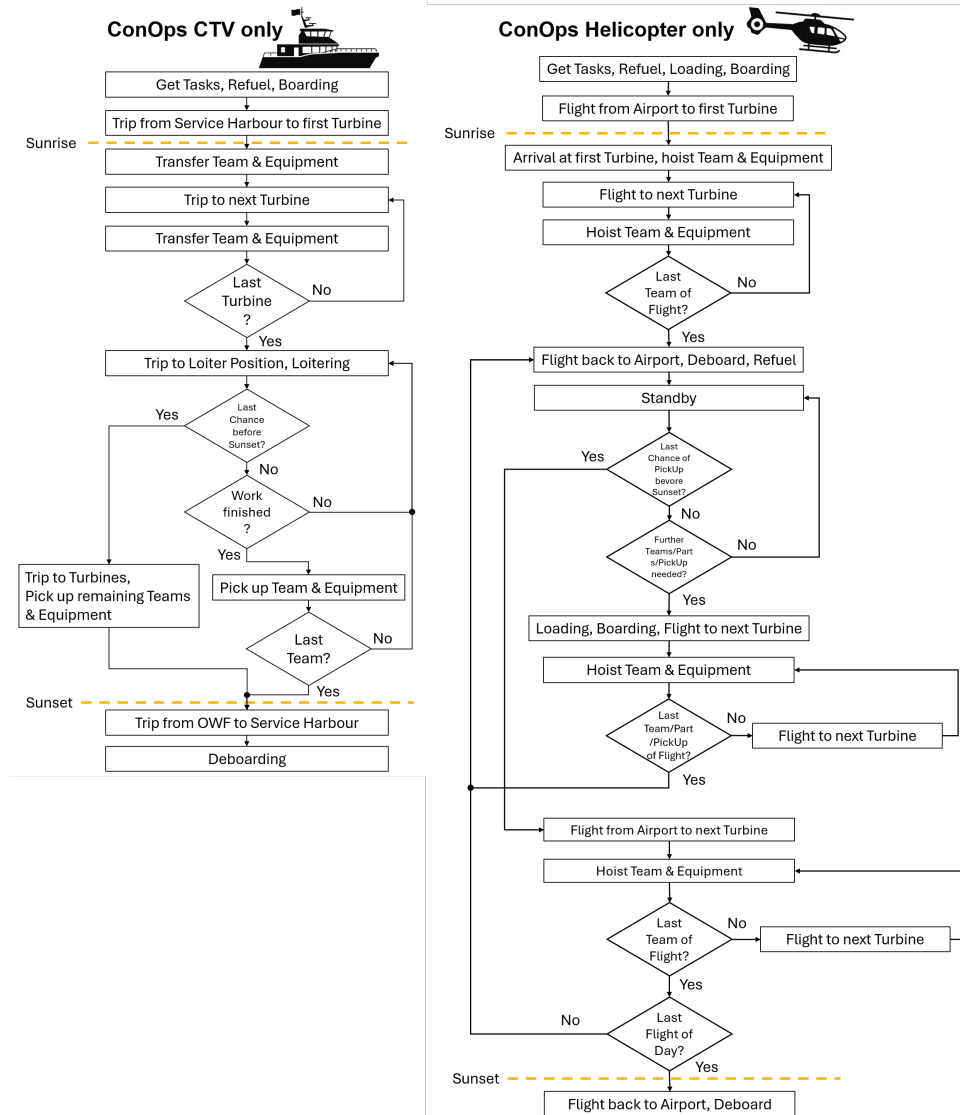 ConOps CTV only
Get Tasks, Refuel, Boarding
Trip from Service Harbour to first Turbine
Sunrise
Transfer Team & Equipment
Trip to next Turbine
Transfer Team & Equipment
Last
Turbine
?
No
Yes
Trip to Loiter Position, Loitering
Last
Chance
before
Sunset?
Yes
No
Work
finished
?
No
Yes
Trip to Turbines,
Pick up remaining Teams
& Equipment
Pick up Team & Equipment
Last
Team?
No
Yes
Sunset
Trip from OWF to Service Harbour
Deboarding
ConOps Helicopter only
Get Tasks, Refuel, Loading, Boarding
Flight from Airport to first Turbine
Sunrise
Arrival at first Turbine, hoist Team & Equipment
Flight to next Turbine
Hoist Team & Equipment
Last
Team of
Flight?
No
Yes
Flight back to Airport, Deboard, Refuel
Standby
Last
Chance of
PickUp
bevore
Sunset?
Yes
No
Further
Teams/Part
s/PickUp
needed?
No
Yes
Loading, Boarding, Flight to next Turbine
Hoist Team & Equipment
Last
Team/Part
/PickUp
of Flight?
No
Flight to next Turbine
Yes
Flight from Airport to next Turbine
Hoist Team & Equipment
Last
Team of
Flight?
No
Flight to next Turbine
Yes
Last
Flight of
Day?
No
Yes
Sunset
Flight back to Airport, Deboard